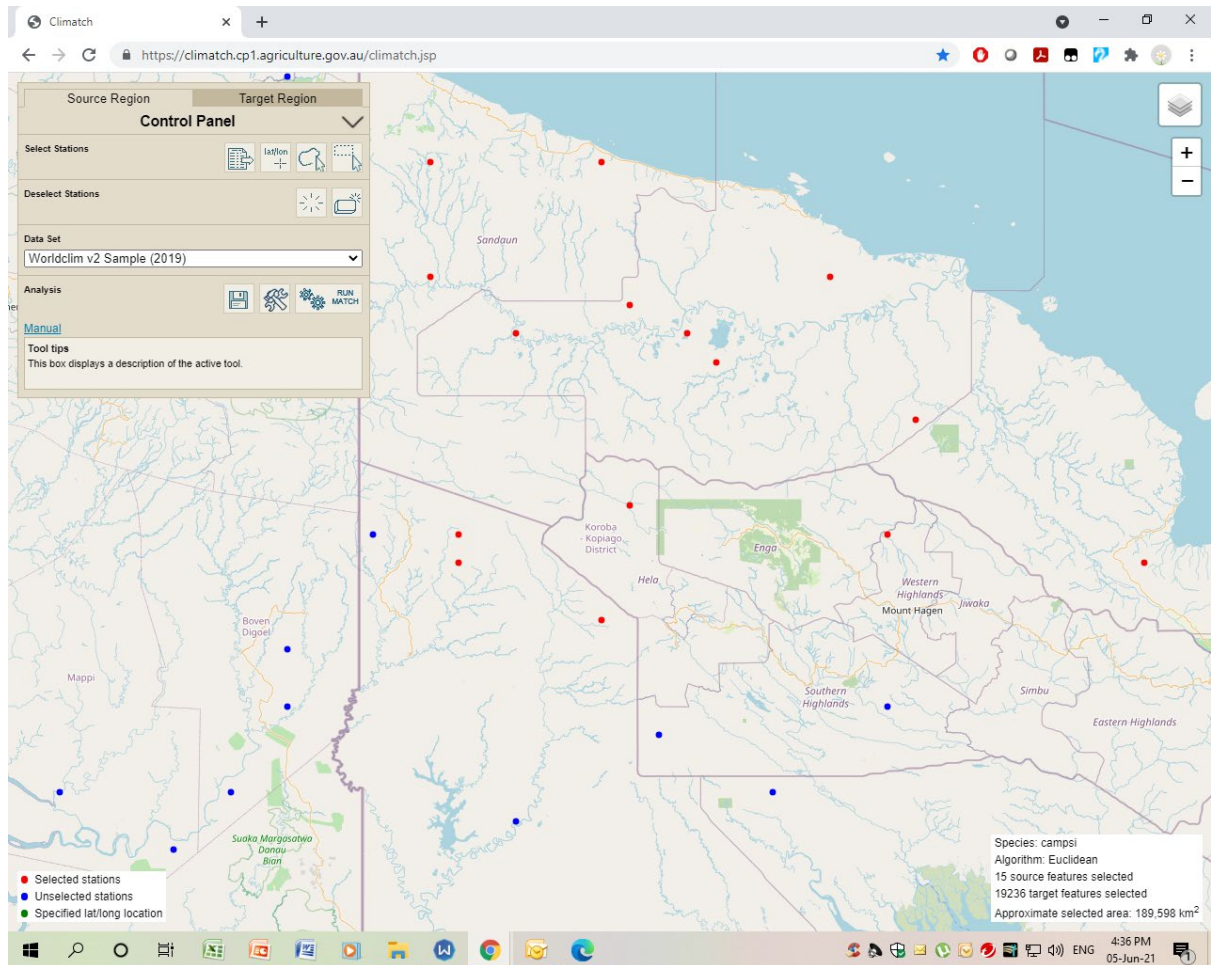 Climatch
https://climatch.cp1.agriculture.gov.au/climatch.jsp
Source Region Target Region
Control Panel
Select Stations
lat/lon
Deselect Stations
Data Set
Worldclim v2 Sample (2019)
Analysis
RUN MATCH
Manual
Tool tips
This box displays a description of the active tool.
+
−
Sandaun
Koroba
- Kopiago
District
Enga
Hela
Western
Highlands
Mount Hagen
Jiwaka
Boven
Digoel
Mappi
Southern
Highlands
Simbu
Eastern Highlands
Suaka Margasatwa
Danau
Bian
Selected stations
Unselected stations
Specified lat/long location
Species: campsi
Algorithm: Euclidean
15 source features selected
19236 target features selected
Approximate selected area: 189,598 km²
ENG
4:36 PM
05-Jun-21